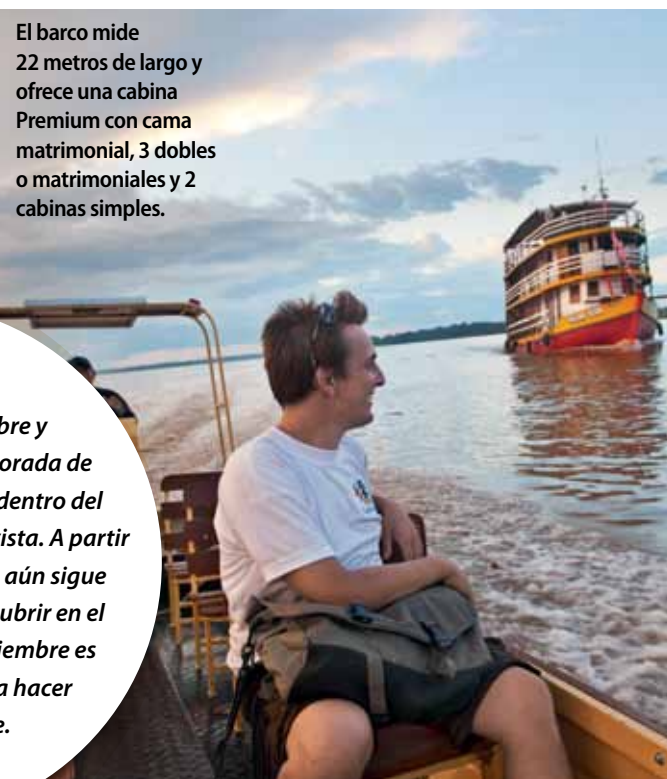 El barco mide
22 metros de largo y
ofrece una cabina
Premium con cama
matrimonial, 3 dobles
o matrimoniales y 2
cabinas simples.
bre y
orada de
dentro del
ista. A partir
aún sigue
ubrir en el
iembre es
a hacer
e.